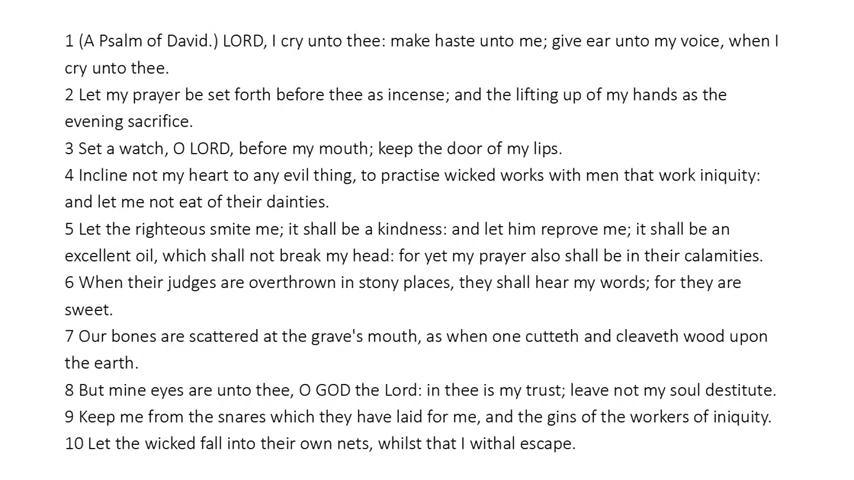 1 (A Psalm of David.) LORD, I cry unto thee: make haste unto me; give ear unto my voice, when I
cry unto thee.
2 Let my prayer be set forth before thee as incense; and the lifting up of my hands as the
evening sacrifice.
3 Set a watch, O LORD, before my mouth; keep the door of my lips.
4 Incline not my heart to any evil thing, to practise wicked works with men that work iniquity:
and let me not eat of their dainties.
5 Let the righteous smite me; it shall be a kindness: and let him reprove me; it shall be an
excellent oil, which shall not break my head: for yet my prayer also shall be in their calamities.
6 When their judges are overthrown in stony places, they shall hear my words; for they are
sweet.
7 Our bones are scattered at the grave's mouth, as when one cutteth and cleaveth wood upon
the earth.
8 But mine eyes are unto thee, O GOD the Lord: in thee is my trust; leave not my soul destitute.
9 Keep me from the snares which they have laid for me, and the gins of the workers of iniquity.
10 Let the wicked fall into their own nets, whilst that I withal escape.